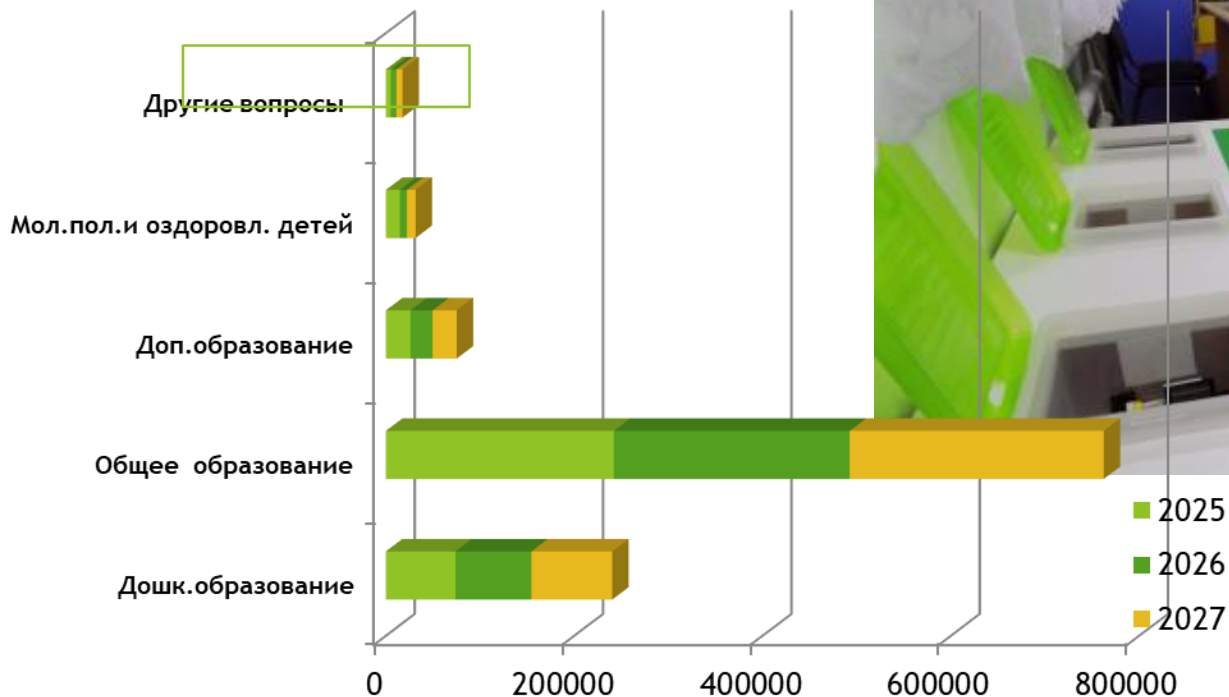 Другие вопросы
Мол.пол.и оздоровл. детей
Доп.образование
Общее  образование
Дошк.образование
0
200000
400000
600000
800000
2025
2026
2027